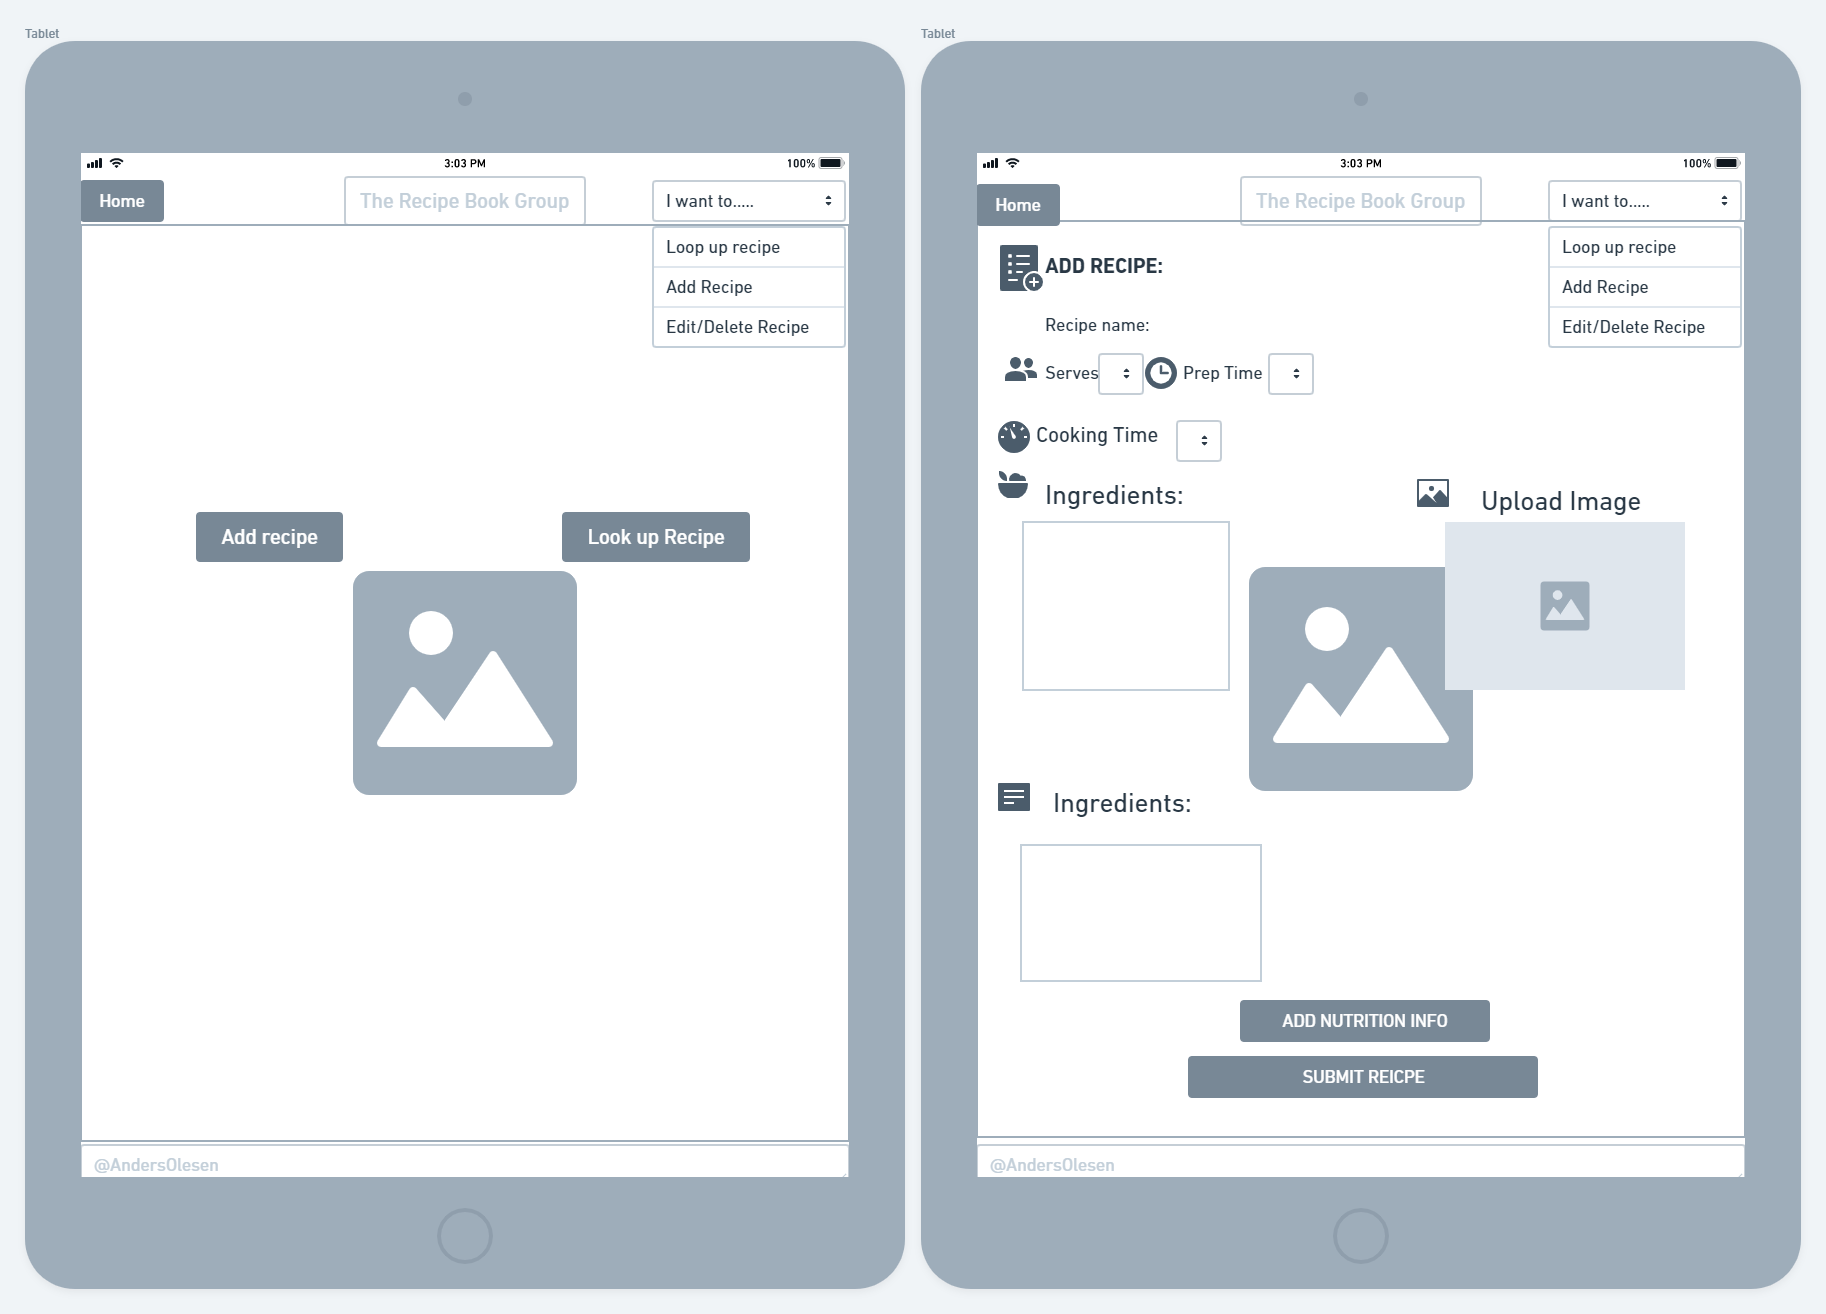 Tablet
3:03 PM
100%
Home
The Recipe Book Group
I want to.....
Loop up recipe
Add Recipe
Edit/Delete Recipe
Add recipe
Look up Recipe
@AndersOlesen
Tablet
3:03 PM
100%
Home
The Recipe Book Group
I want to.....
Loop up recipe
Add Recipe
Edit/Delete Recipe
ADD RECIPE:
Recipe name:
Serves
Prep Time
Cooking Time
Ingredients:
Upload Image
Ingredients:
ADD NUTRITION INFO
SUBMIT REICPE
@AndersOlesen